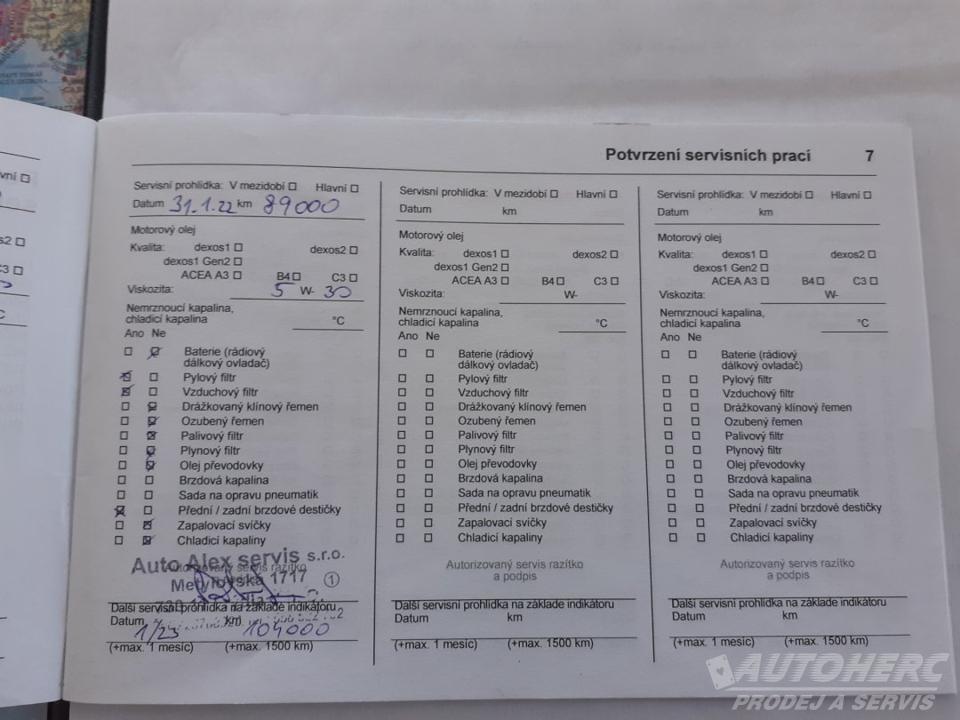 Potvrzení servisních prací 7
Servisní prohlídka: V mezidobí ☐ Hlavní ☐
Datum 31.1.22 km 89000
Motorový olej
Kvalita: dexos1 ☐ dexos2 ☐
dexos1 Gen2 ☐
ACEA A3 ☐ B4 ☐ C3 ☐
Viskozita: 5 W- 30
Nemrznoucí kapalina,
chladicí kapalina °C
Ano Ne
Baterie (rádiový
dálkový ovladač)
Pylový filtr
Vzduchový filtr
Drážkovaný klínový řemen
Ozubený řemen
Palivový filtr
Plynový filtr
Olej převodovky
Brzdová kapalina
Sada na opravu pneumatik
Přední / zadní brzdové destičky
Zapalovací svíčky
Chladicí kapaliny
Auto Alex servis s.r.o.
Autorizovaný servis razítko
1717 1
Další servisní prohlídka na základě indikátoru
Datum 1/23 km 104000
(+max. 1 měsíc) (+max. 1500 km)
Servisní prohlídka: V mezidobí ☐ Hlavní ☐
Datum km
Motorový olej
Kvalita: dexos1 ☐ dexos2 ☐
dexos1 Gen2 ☐
ACEA A3 ☐ B4 ☐ C3 ☐
Viskozita: W-
Nemrznoucí kapalina,
chladicí kapalina °C
Ano Ne
Baterie (rádiový
dálkový ovladač)
Pylový filtr
Vzduchový filtr
Drážkovaný klínový řemen
Ozubený řemen
Palivový filtr
Plynový filtr
Olej převodovky
Brzdová kapalina
Sada na opravu pneumatik
Přední / zadní brzdové destičky
Zapalovací svíčky
Chladicí kapaliny
Autorizovaný servis razítko
a podpis
Další servisní prohlídka na základě indikátoru
Datum km
(+max. 1 měsíc) (+max. 1500 km)
Servisní prohlídka: V mezidobí ☐ Hlavní ☐
Datum km
Motorový olej
Kvalita: dexos1 ☐ dexos2 ☐
dexos1 Gen2 ☐
ACEA A3 ☐ B4 ☐ C3 ☐
Viskozita: W-
Nemrznoucí kapalina,
chladicí kapalina °C
Ano Ne
Baterie (rádiový
dálkový ovladač)
Pylový filtr
Vzduchový filtr
Drážkovaný klínový řemen
Ozubený řemen
Palivový filtr
Plynový filtr
Olej převodovky
Brzdová kapalina
Sada na opravu pneumatik
Přední / zadní brzdové destičky
Zapalovací svíčky
Chladicí kapaliny
Autorizovaný servis razítko
a podpis
Další servisní prohlídka na základě indikátoru
Datum km
(+max. 1 měsíc) (+max. 1500 km)
AUTOHERC
PRODEJ A SERVIS